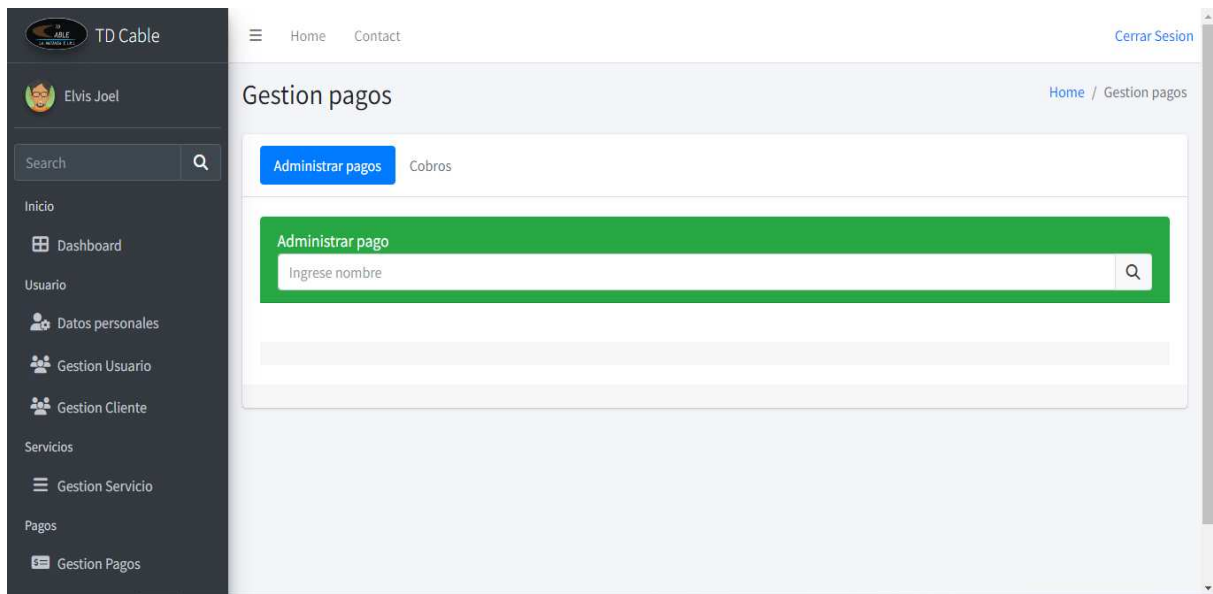 TD Cable
Home Contact
Cerrar Sesion
Elvis Joel
Gestion pagos
Home / Gestion pagos
Search
Administrar pagos
Cobros
Inicio
Dashboard
Administrar pago
Ingrese nombre
Usuario
Datos personales
Gestion Usuario
Gestion Cliente
Servicios
Gestion Servicio
Pagos
Gestion Pagos